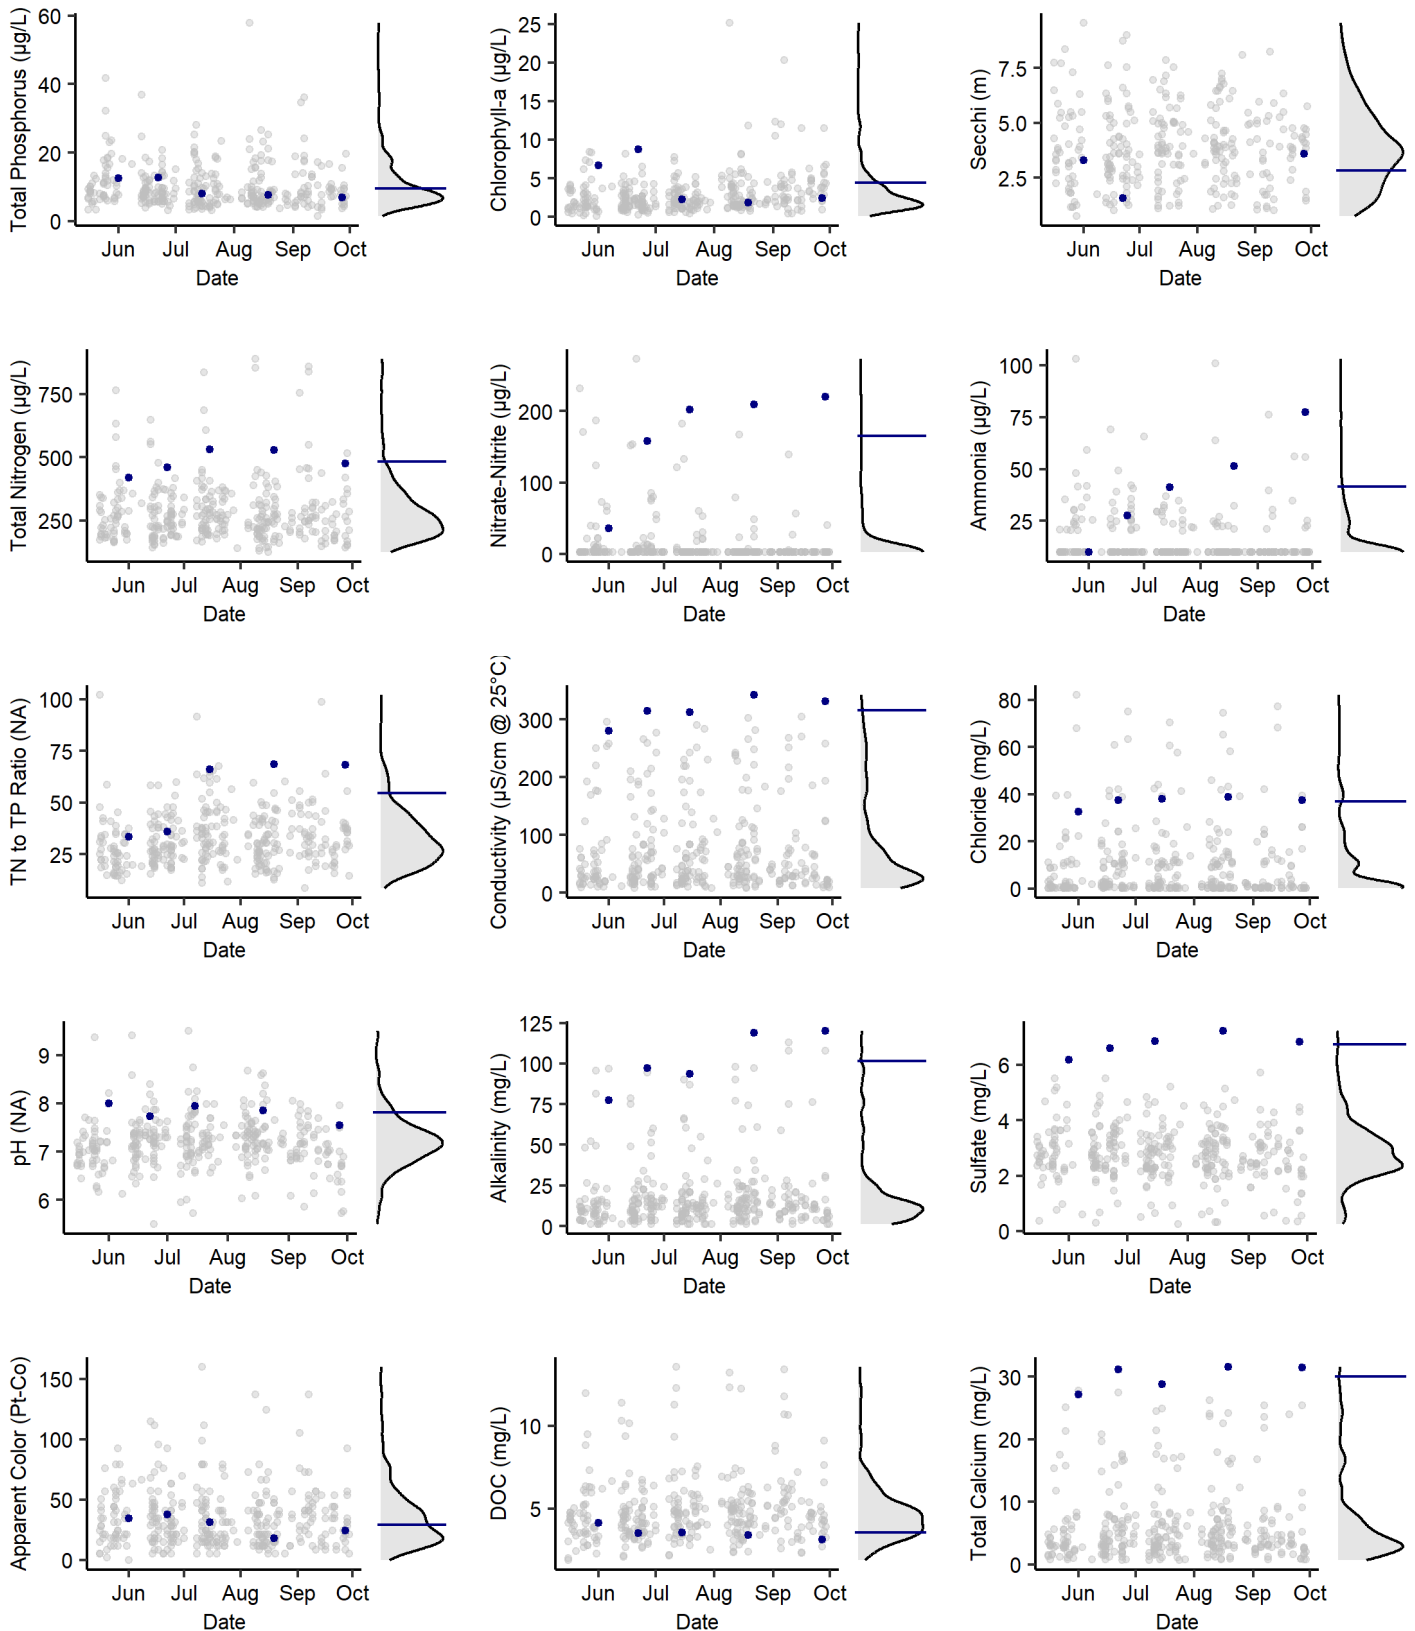 Total Phosphorus (µg/L)
60
40
20
0
Jun Jul Aug Sep Oct
Date
Chlorophyll-a (µg/L)
25
20
15
10
5
0
Jun Jul Aug Sep Oct
Date
Secchi (m)
7.5
5.0
2.5
Jun Jul Aug Sep Oct
Date
Total Nitrogen (µg/L)
750
500
250
Jun Jul Aug Sep Oct
Date
Nitrate-Nitrite (µg/L)
200
100
0
Jun Jul Aug Sep Oct
Date
Ammonia (µg/L)
100
75
50
25
Jun Jul Aug Sep Oct
Date
TN to TP Ratio (NA)
100
75
50
25
Jun Jul Aug Sep Oct
Date
Conductivity (µS/cm @ 25°C)
300
200
100
0
Jun Jul Aug Sep Oct
Date
Chloride (mg/L)
80
60
40
20
0
Jun Jul Aug Sep Oct
Date
pH (NA)
9
8
7
6
Jun Jul Aug Sep Oct
Date
Alkalinity (mg/L)
125
100
75
50
25
0
Jun Jul Aug Sep Oct
Date
Sulfate (mg/L)
6
4
2
0
Jun Jul Aug Sep Oct
Date
Apparent Color (Pt-Co)
150
100
50
0
Jun Jul Aug Sep Oct
Date
DOC (mg/L)
10
5
Jun Jul Aug Sep Oct
Date
Total Calcium (mg/L)
30
20
10
0
Jun Jul Aug Sep Oct
Date